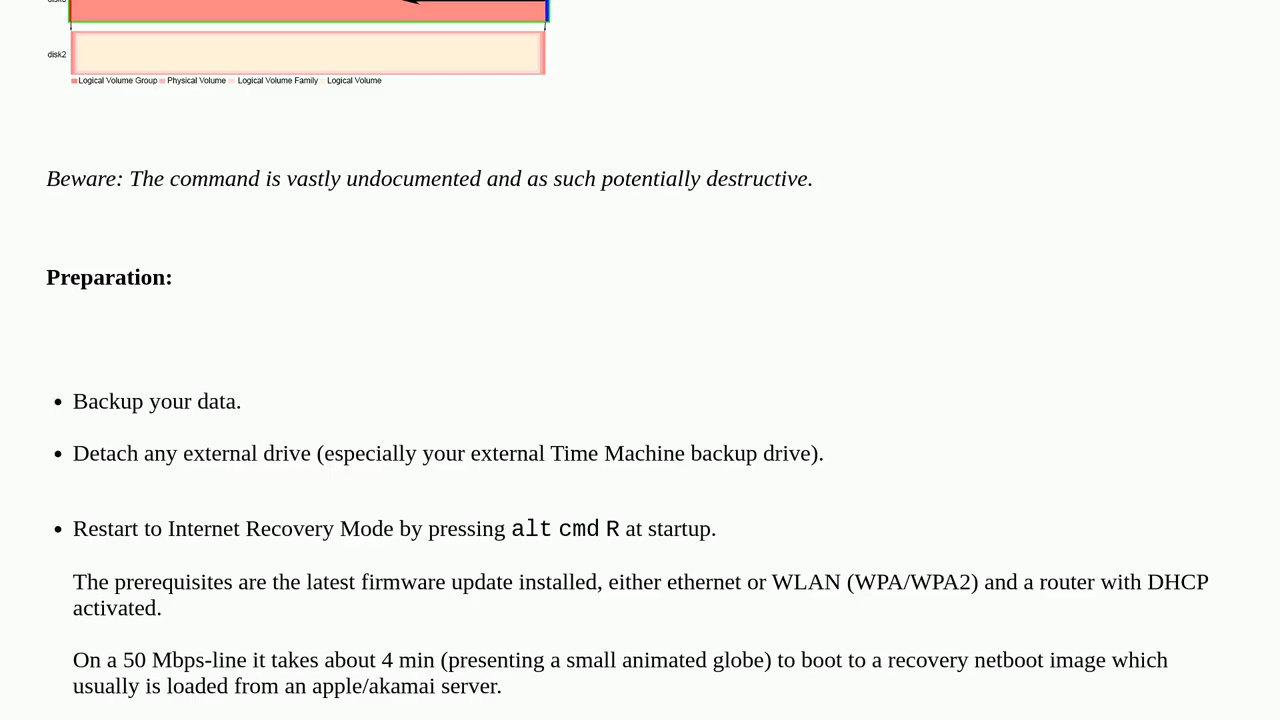 disk2
Logical Volume Group Physical Volume Logical Volume Family Logical Volume
Beware: The command is vastly undocumented and as such potentially destructive.
Preparation:
• Backup your data.
• Detach any external drive (especially your external Time Machine backup drive).
• Restart to Internet Recovery Mode by pressing alt cmd R at startup.
The prerequisites are the latest firmware update installed, either ethernet or WLAN (WPA/WPA2) and a router with DHCP
activated.
On a 50 Mbps-line it takes about 4 min (presenting a small animated globe) to boot to a recovery netboot image which
usually is loaded from an apple/akamai server.